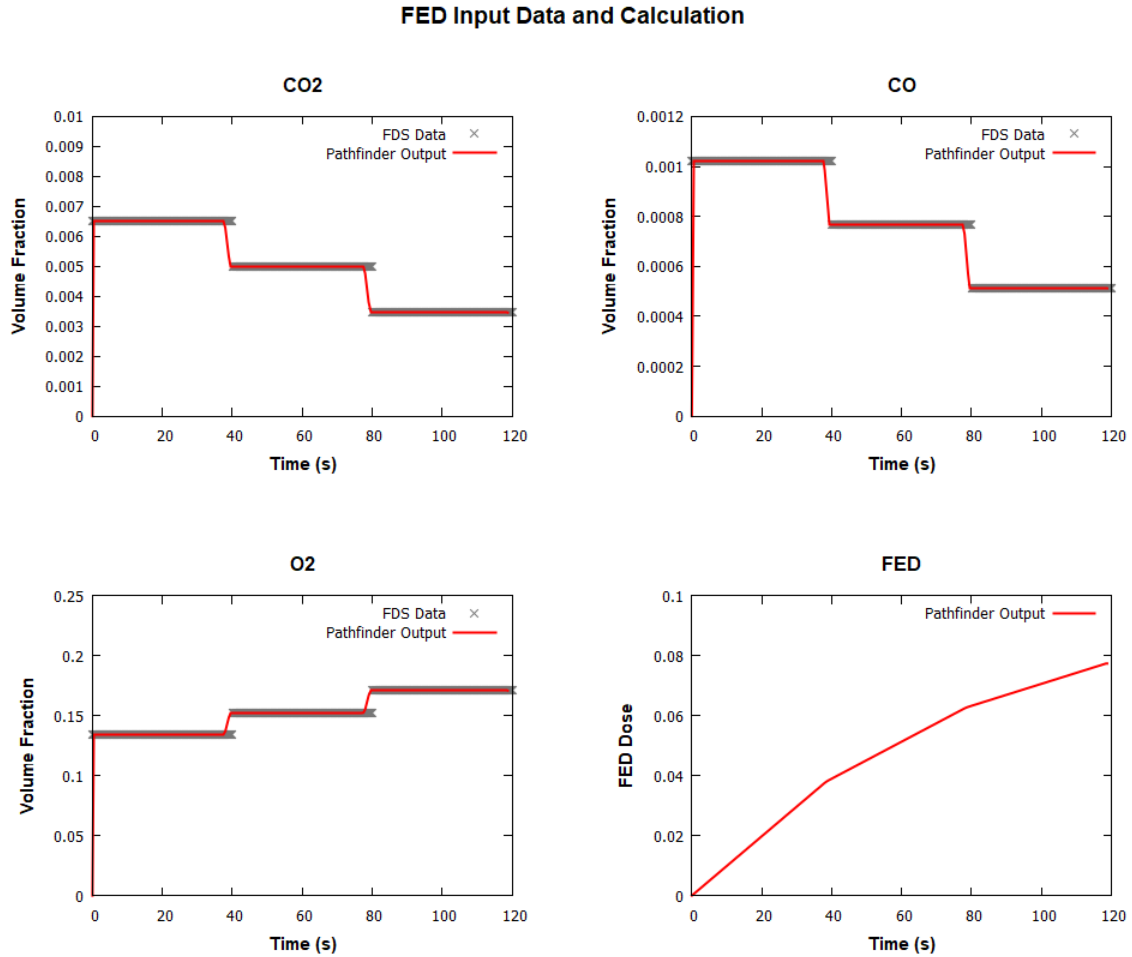 FED Input Data and Calculation
CO2
0.01
0.009
0.008
0.007
0.006
0.005
0.004
0.003
0.002
0.001
0
Volume Fraction
FDS Data
Pathfinder Output
0 20 40 60 80 100 120
Time (s)
CO
0.0012
0.001
0.0008
0.0006
0.0004
0.0002
0
Volume Fraction
FDS Data
Pathfinder Output
0 20 40 60 80 100 120
Time (s)
O2
0.25
0.2
0.15
0.1
0.05
0
Volume Fraction
FDS Data
Pathfinder Output
0 20 40 60 80 100 120
Time (s)
FED
0.1
0.08
0.06
0.04
0.02
0
FED Dose
Pathfinder Output
0 20 40 60 80 100 120
Time (s)